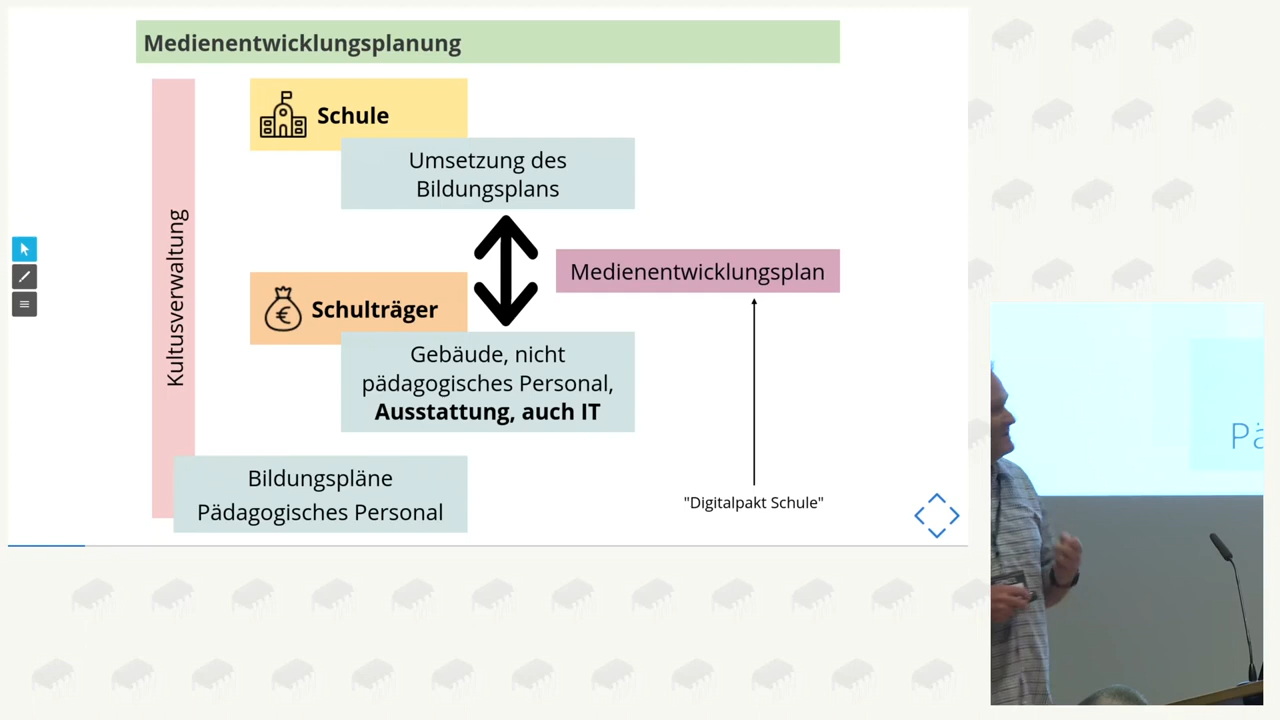 Medienentwicklungsplanung
Kultusverwaltung
Schule
Umsetzung des
Bildungsplans
Medienentwicklungsplan
€ Schulträger
Gebäude, nicht
pädagogisches Personal,
Ausstattung, auch IT
Bildungspläne
Pädagogisches Personal
"Digitalpakt Schule"
Pä